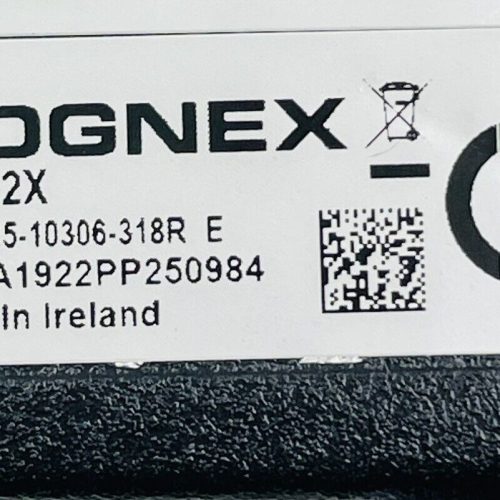 OGNEX
2X
5-10306-318R E
A1922PP250984
In Ireland